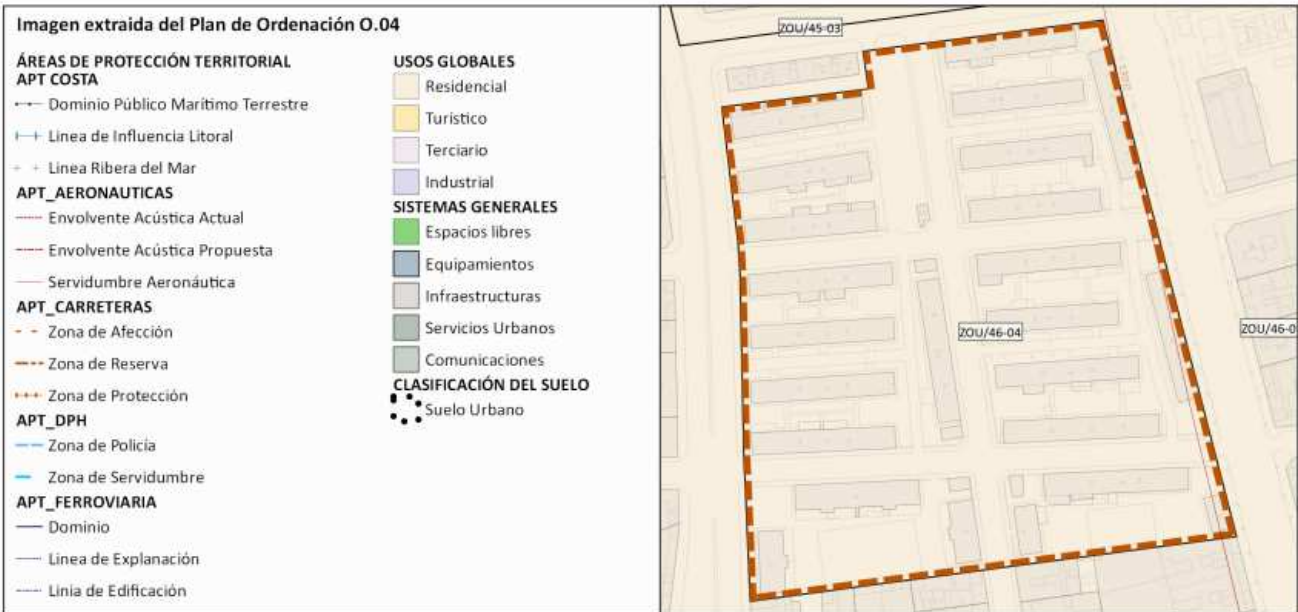 Imagen extraida del Plan de Ordenación O.04
ÁREAS DE PROTECCIÓN TERRITORIAL
APT COSTA
Dominio Público Marítimo Terrestre
Linea de Influencia Litoral
Linea Ribera del Mar
APT_AERONAUTICAS
Envolvente Acústica Actual
Envolvente Acústica Propuesta
Servidumbre Aeronáutica
APT_CARRETERAS
Zona de Afección
Zona de Reserva
Zona de Protección
APT_DPH
Zona de Policía
Zona de Servidumbre
APT_FERROVIARIA
Dominio
Linea de Explanación
Linia de Edificación
USOS GLOBALES
Residencial
Turístico
Terciario
Industrial
SISTEMAS GENERALES
Espacios libres
Equipamientos
Infraestructuras
Servicios Urbanos
Comunicaciones
CLASIFICACIÓN DEL SUELO
Suelo Urbano
ZOU/45-03
ZOU/46-04
ZOU/46-0